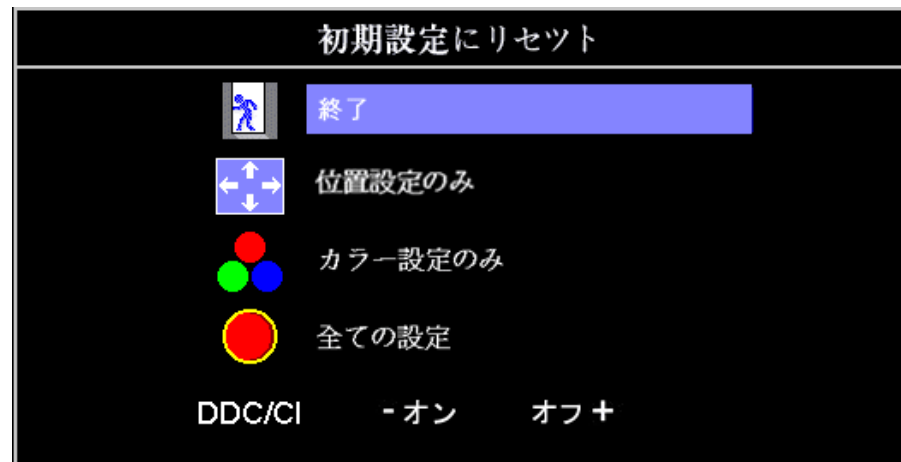 初期設定にリセツト
終了
位置設定のみ
カラー設定のみ
全ての設定
DDC/CI -オン オフ+